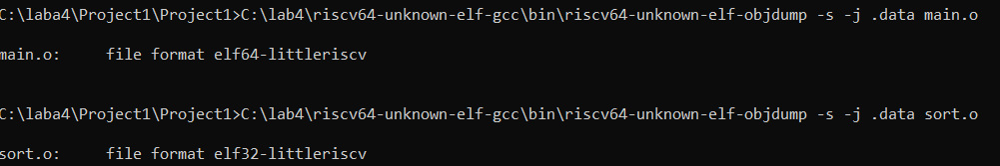 C:\laba4\Project1\Project1>C:\lab4\riscv64-unknown-elf-gcc\bin\riscv64-unknown-elf-objdump -s -j .data main.o
main.o:     file format elf64-littleriscv
C:\laba4\Project1\Project1>C:\lab4\riscv64-unknown-elf-gcc\bin\riscv64-unknown-elf-objdump -s -j .data sort.o
sort.o:     file format elf32-littleriscv